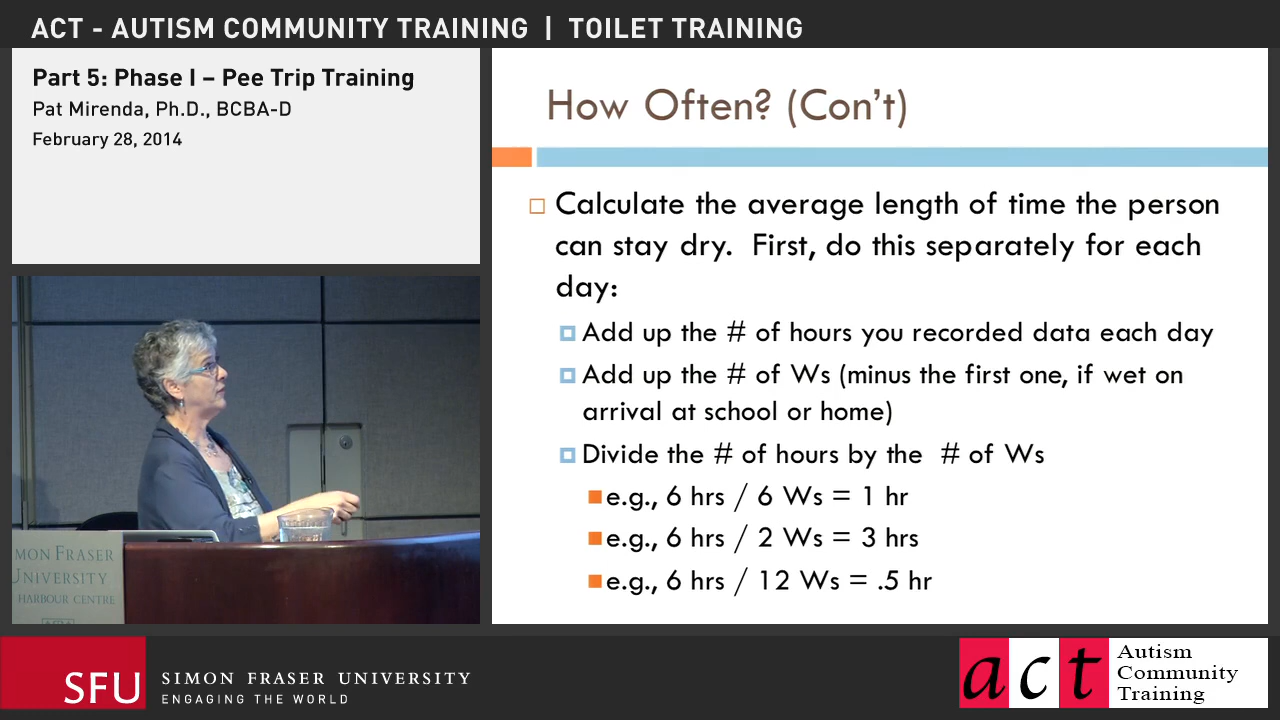 ACT - AUTISM COMMUNITY TRAINING | TOILET TRAINING
Part 5: Phase I – Pee Trip Training
Pat Mirenda, Ph.D., BCBA-D
February 28, 2014
How Often? (Con't)
Calculate the average length of time the person
can stay dry. First, do this separately for each
day:
Add up the # of hours you recorded data each day
Add up the # of Ws (minus the first one, if wet on
arrival at school or home)
Divide the # of hours by the # of Ws
e.g., 6 hrs / 6 Ws = 1 hr
e.g., 6 hrs / 2 Ws = 3 hrs
e.g., 6 hrs / 12 Ws = .5 hr
MON FRASER
UNIVERSITY
HARBOUR CENTRE
SFU
SIMON FRASER UNIVERSITY
ENGAGING THE WORLD
act
Autism
Community
Training